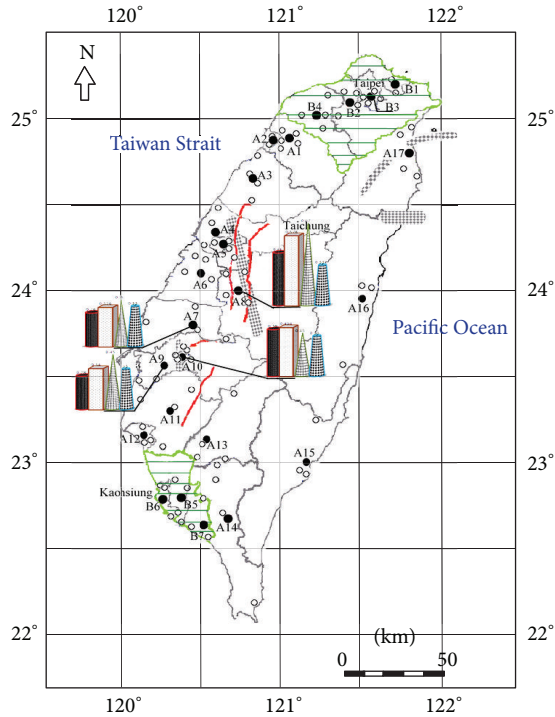 120° 121° 122°
N
Taipei
B1
25° B4 B2 B3 25°
Taiwan Strait
A2 A1 A17
A3
A4 Taichung
A5
A6
24° A8 24°
A16
A7 Pacific Ocean
A9 A10
A11
A12 A13
23° A15 23°
Kaohsiung
B6 B5
B7 A14
22° (km) 22°
0 50
120° 121° 122°